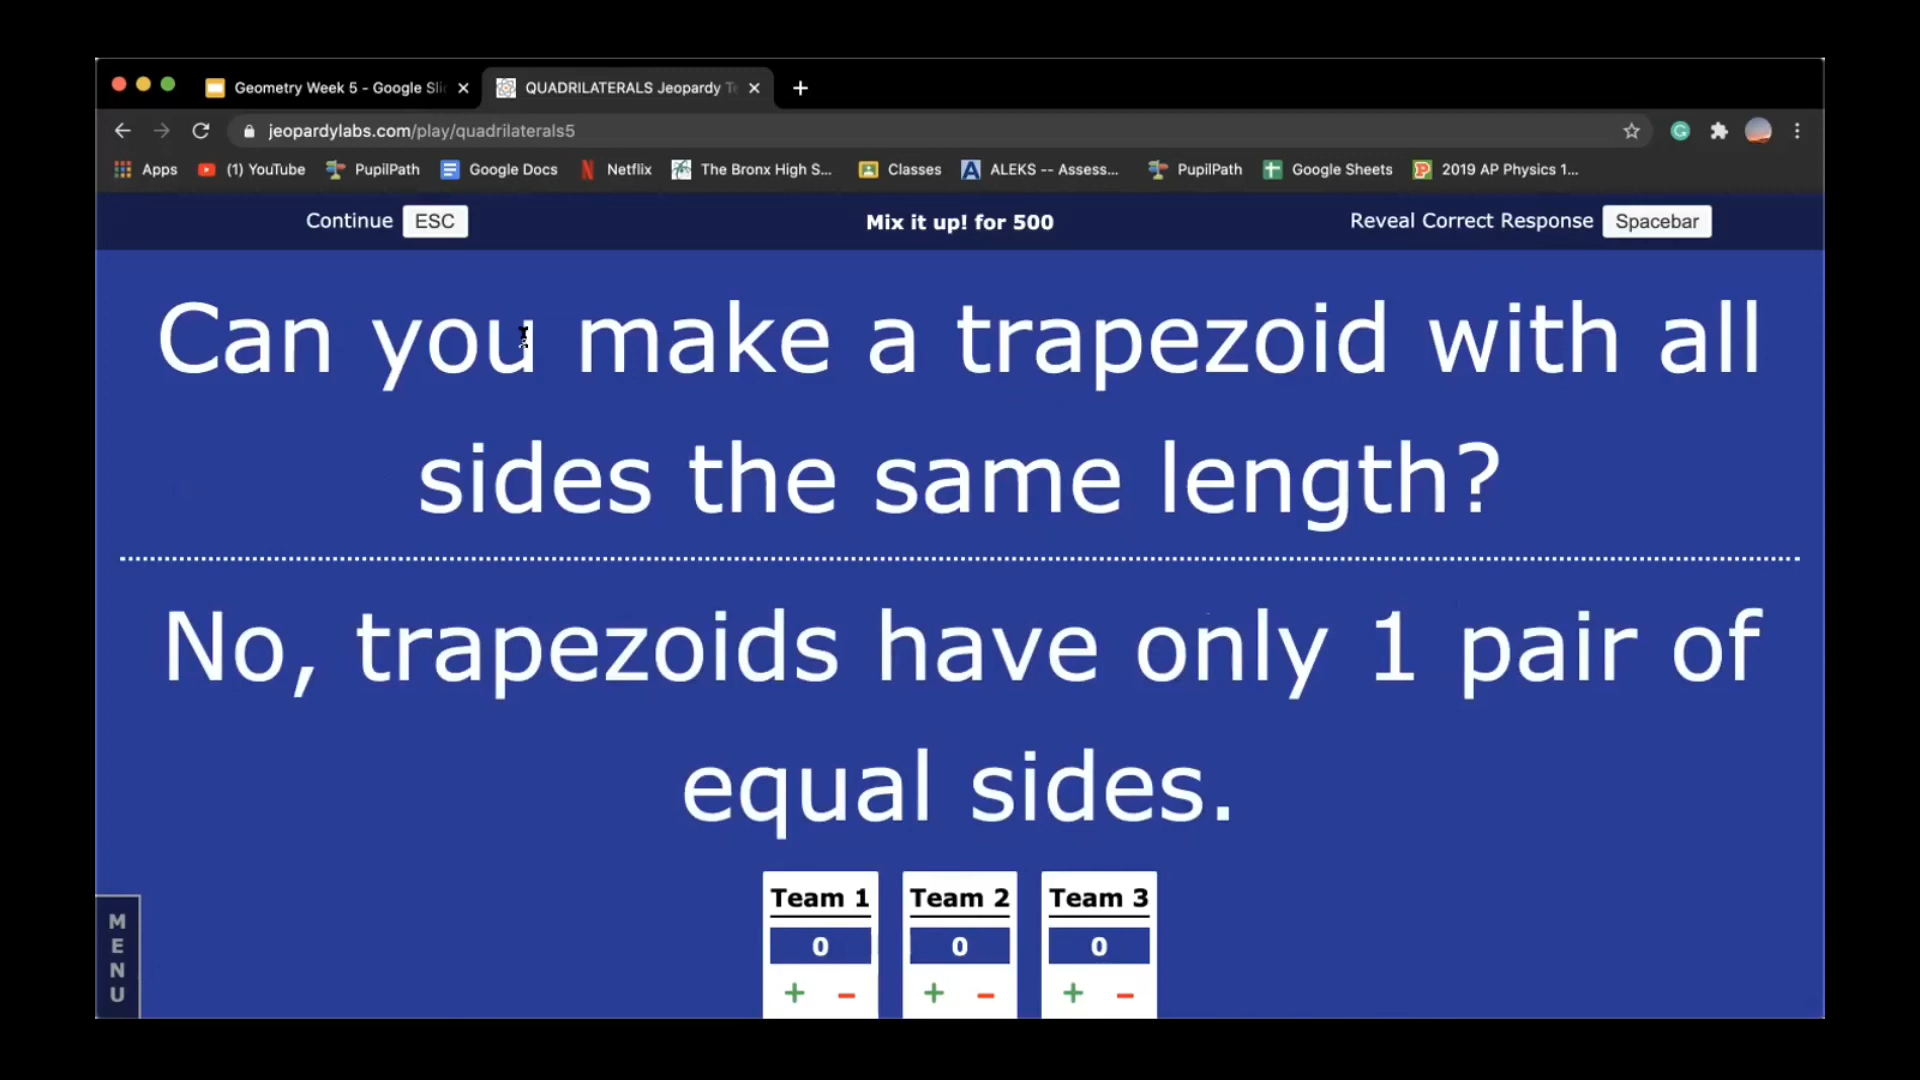 Geometry Week 5 - Google Sli
QUADRILATERALS Jeopardy Te
jeopardylabs.com/play/quadrilaterals5
Apps
(1) YouTube
PupilPath
Google Docs
Netflix
The Bronx High S...
Classes
ALEKS -- Assess...
PupilPath
Google Sheets
2019 AP Physics 1...
Continue ESC
Mix it up! for 500
Reveal Correct Response Spacebar
Can you make a trapezoid with all
sides the same length?
No, trapezoids have only 1 pair of
equal sides.
Team 1
0
+ −
Team 2
0
+ −
Team 3
0
+ −
MENU